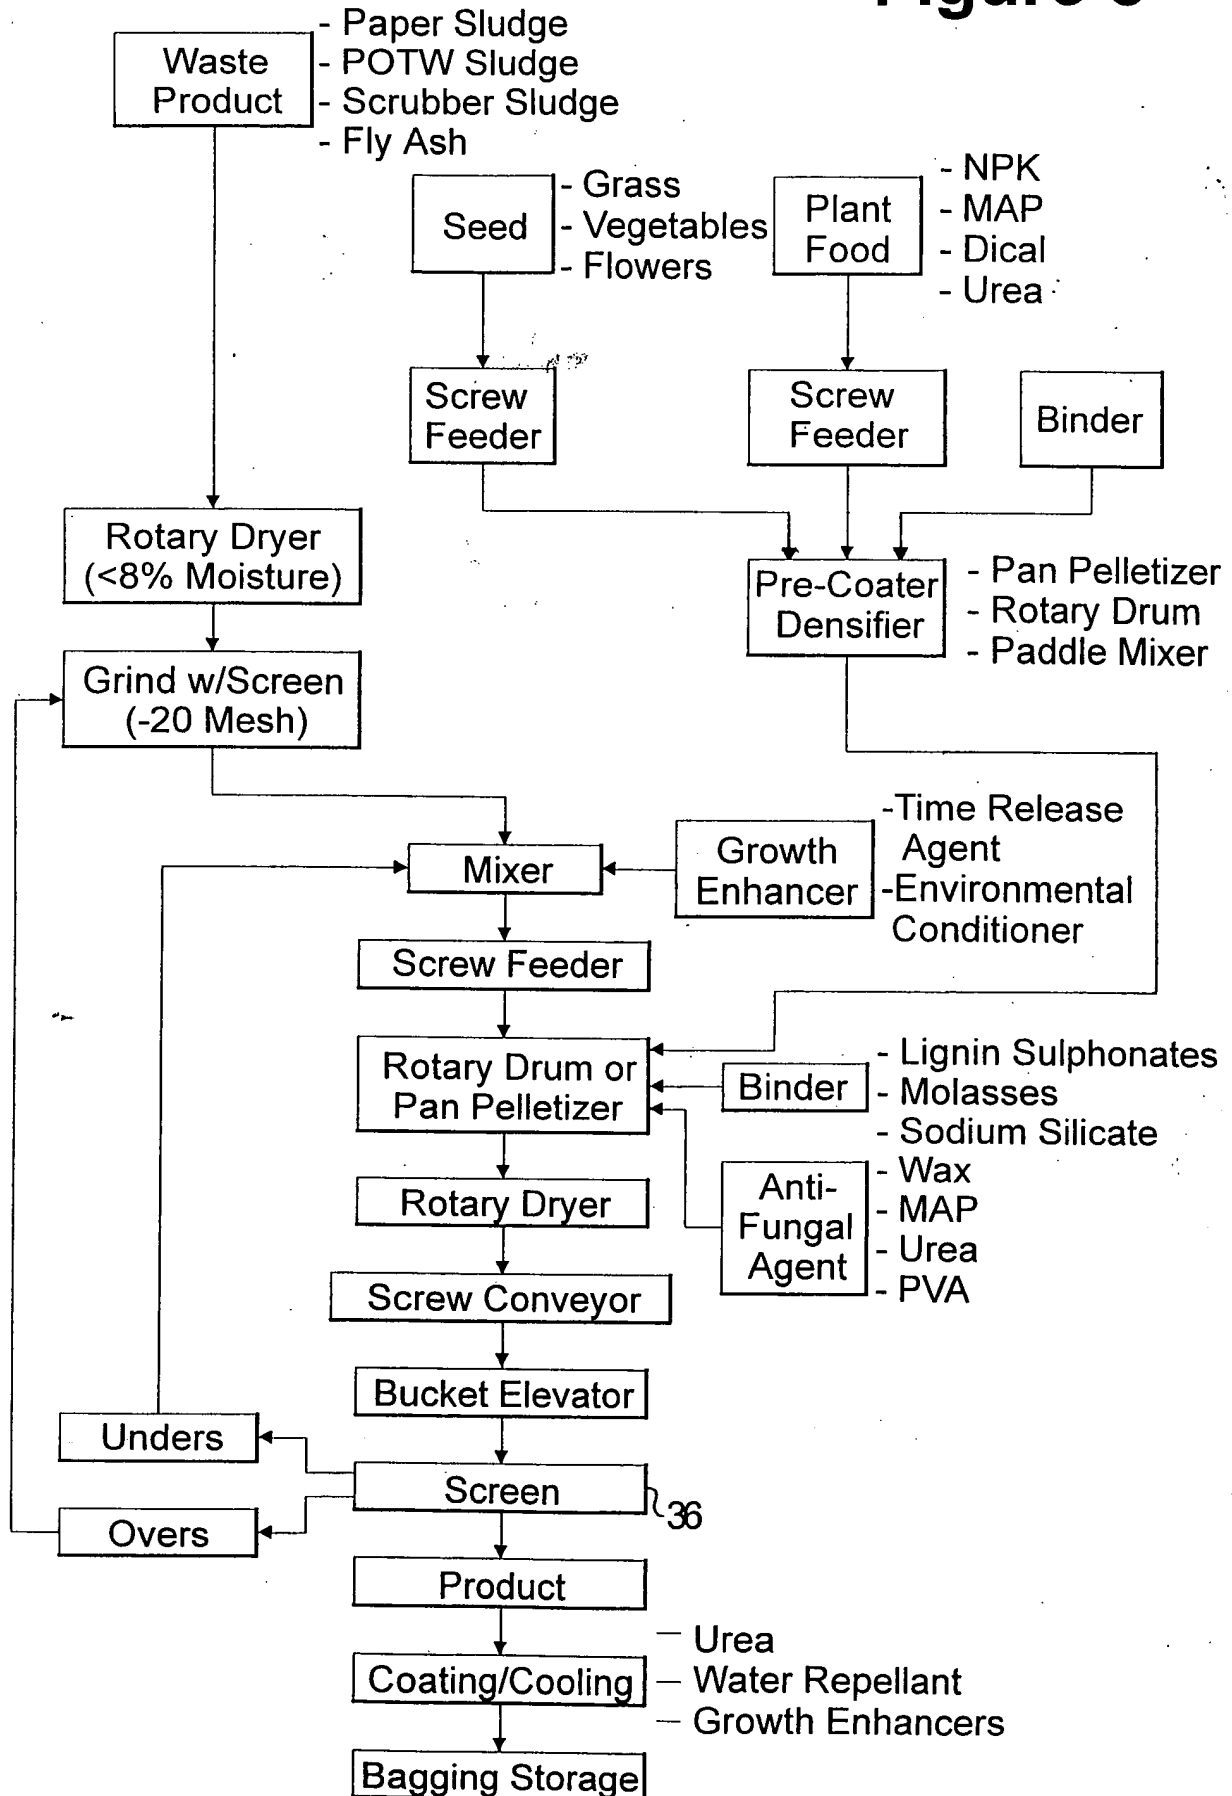 - Paper Sludge
Waste
Product
- POTW Sludge
- Scrubber Sludge
- Fly Ash
Seed
- Grass
- Vegetables
- Flowers
Plant
Food
- NPK
- MAP
- Dical
- Urea
Screw
Feeder
Screw
Feeder
Binder
Rotary Dryer
(<8% Moisture)
Pre-Coater
Densifier
- Pan Pelletizer
- Rotary Drum
- Paddle Mixer
Grind w/Screen
(-20 Mesh)
Mixer
Growth
Enhancer
-Time Release
Agent
-Environmental
Conditioner
Screw Feeder
Rotary Drum or
Pan Pelletizer
Binder
- Lignin Sulphonates
- Molasses
- Sodium Silicate
- Wax
- MAP
- Urea
- PVA
Anti-
Fungal
Agent
Rotary Dryer
Screw Conveyor
Bucket Elevator
Unders
Screen
36
Overs
Product
Coating/Cooling
— Urea
— Water Repellant
— Growth Enhancers
Bagging Storage